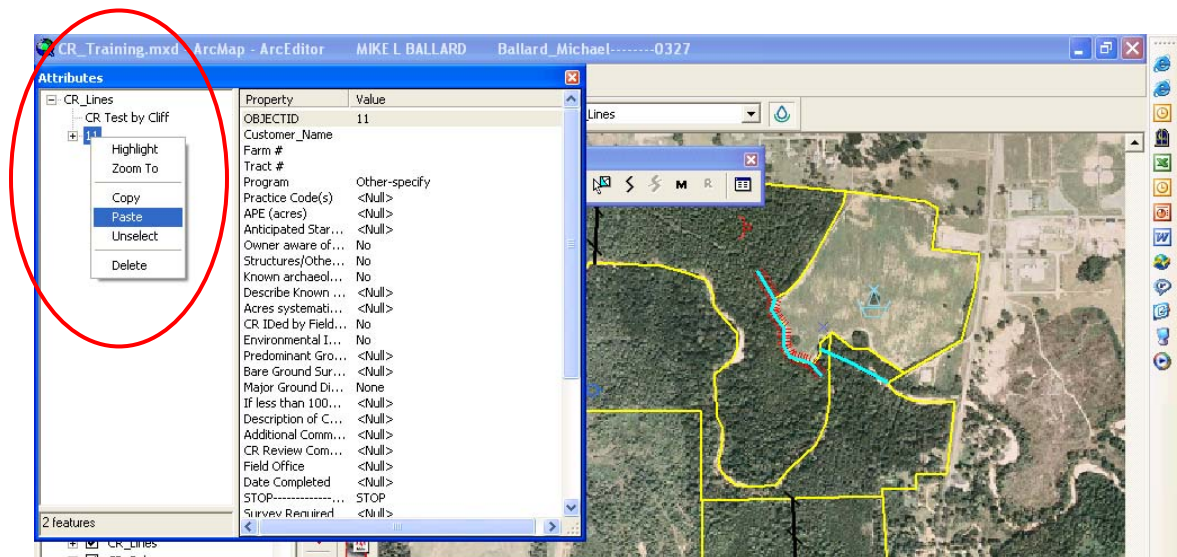 CR_Training.mxd - ArcMap - ArcEditor MIKE L BALLARD Ballard_Michael--------0327
Attributes
CR_Lines
CR Test by Cliff
11
Highlight
Zoom To
Copy
Paste
Unselect
Delete
2 features
Property Value
OBJECTID 11
Customer_Name
Farm #
Tract #
Program Other-specify
Practice Code(s) <Null>
APE (acres) <Null>
Anticipated Star... <Null>
Owner aware of... No
Structures/Othe... No
Known archaeol... No
Describe Known ... <Null>
Acres systemati... <Null>
CR IDed by Field... No
Environmental I... No
Predominant Gro... <Null>
Bare Ground Sur... <Null>
Major Ground Di... None
If less than 100... <Null>
Description of C... <Null>
Additional Comm... <Null>
CR Review Com... <Null>
Field Office <Null>
Date Completed <Null>
STOP-------------... STOP
Survey Required <Null>
_Lines
M R
CR_Lines